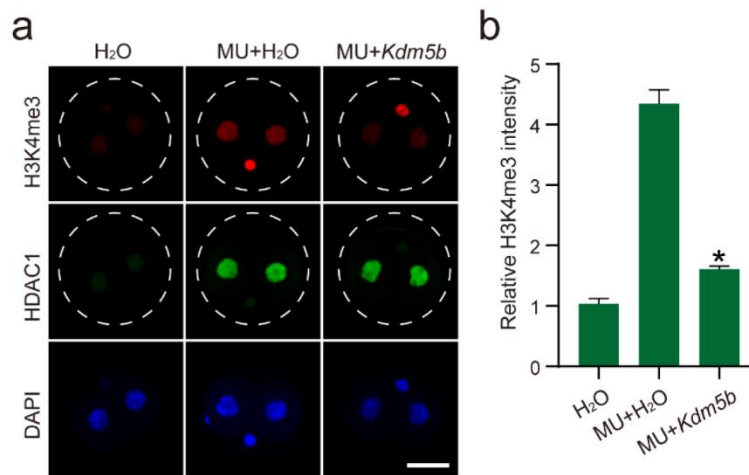 a
H₂O
MU+H₂O
MU+Kdm5b
H3K4me3
HDAC1
DAPI
b
Relative H3K4me3 intensity
5
4
3
2
1
0
*
H₂O
MU+H₂O
MU+Kdm5b